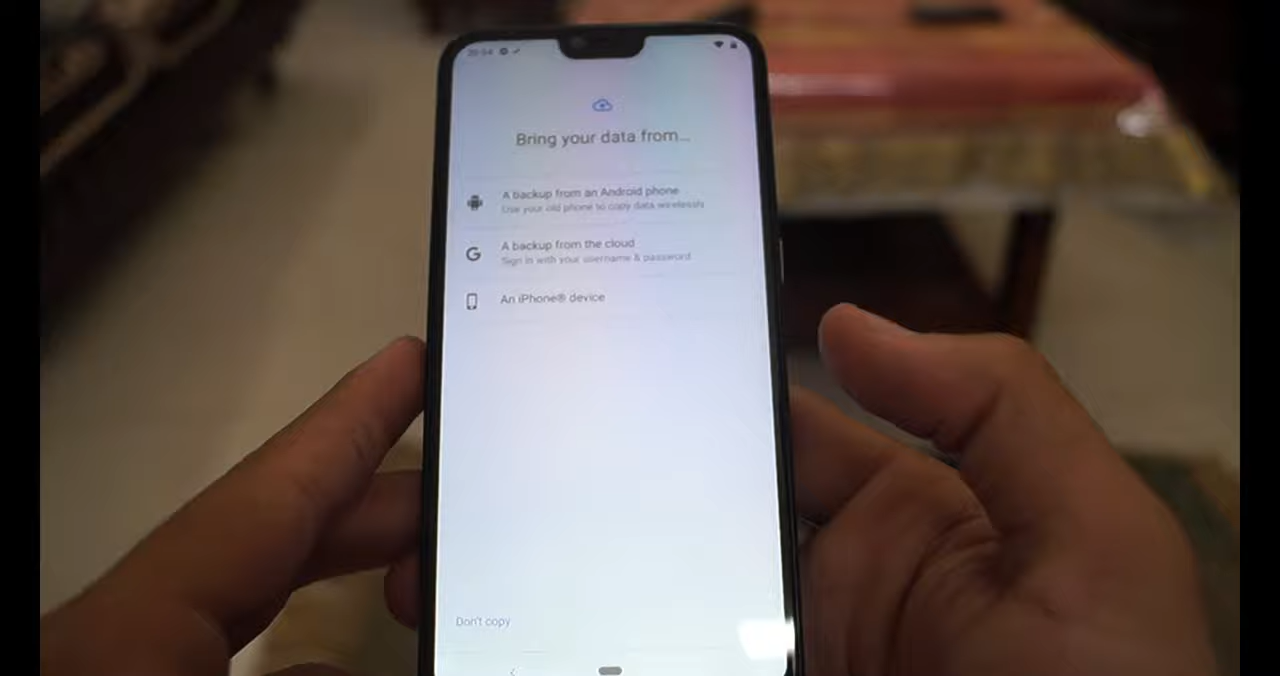 Bring your data from...
A backup from an Android phone
Use your old phone to copy data wirelessly
A backup from the cloud
Sign in with your username & password
An iPhone® device
Don't copy